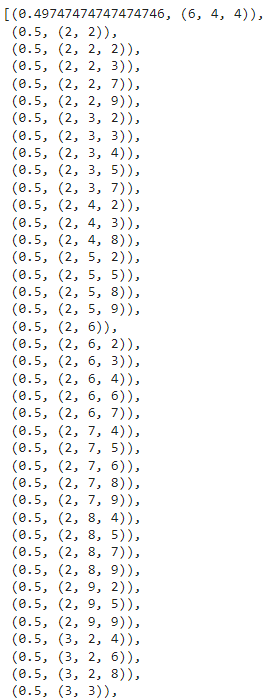 [(0.49747474747474746, (6, 4, 4)),
(0.5, (2, 2)),
(0.5, (2, 2, 2)),
(0.5, (2, 2, 3)),
(0.5, (2, 2, 7)),
(0.5, (2, 2, 9)),
(0.5, (2, 3, 2)),
(0.5, (2, 3, 3)),
(0.5, (2, 3, 4)),
(0.5, (2, 3, 5)),
(0.5, (2, 3, 7)),
(0.5, (2, 4, 2)),
(0.5, (2, 4, 3)),
(0.5, (2, 4, 8)),
(0.5, (2, 5, 2)),
(0.5, (2, 5, 5)),
(0.5, (2, 5, 8)),
(0.5, (2, 5, 9)),
(0.5, (2, 6)),
(0.5, (2, 6, 2)),
(0.5, (2, 6, 3)),
(0.5, (2, 6, 4)),
(0.5, (2, 6, 6)),
(0.5, (2, 6, 7)),
(0.5, (2, 7, 4)),
(0.5, (2, 7, 5)),
(0.5, (2, 7, 6)),
(0.5, (2, 7, 8)),
(0.5, (2, 7, 9)),
(0.5, (2, 8, 4)),
(0.5, (2, 8, 5)),
(0.5, (2, 8, 7)),
(0.5, (2, 8, 9)),
(0.5, (2, 9, 2)),
(0.5, (2, 9, 5)),
(0.5, (2, 9, 9)),
(0.5, (3, 2, 4)),
(0.5, (3, 2, 6)),
(0.5, (3, 2, 8)),
(0.5, (3, 3)),